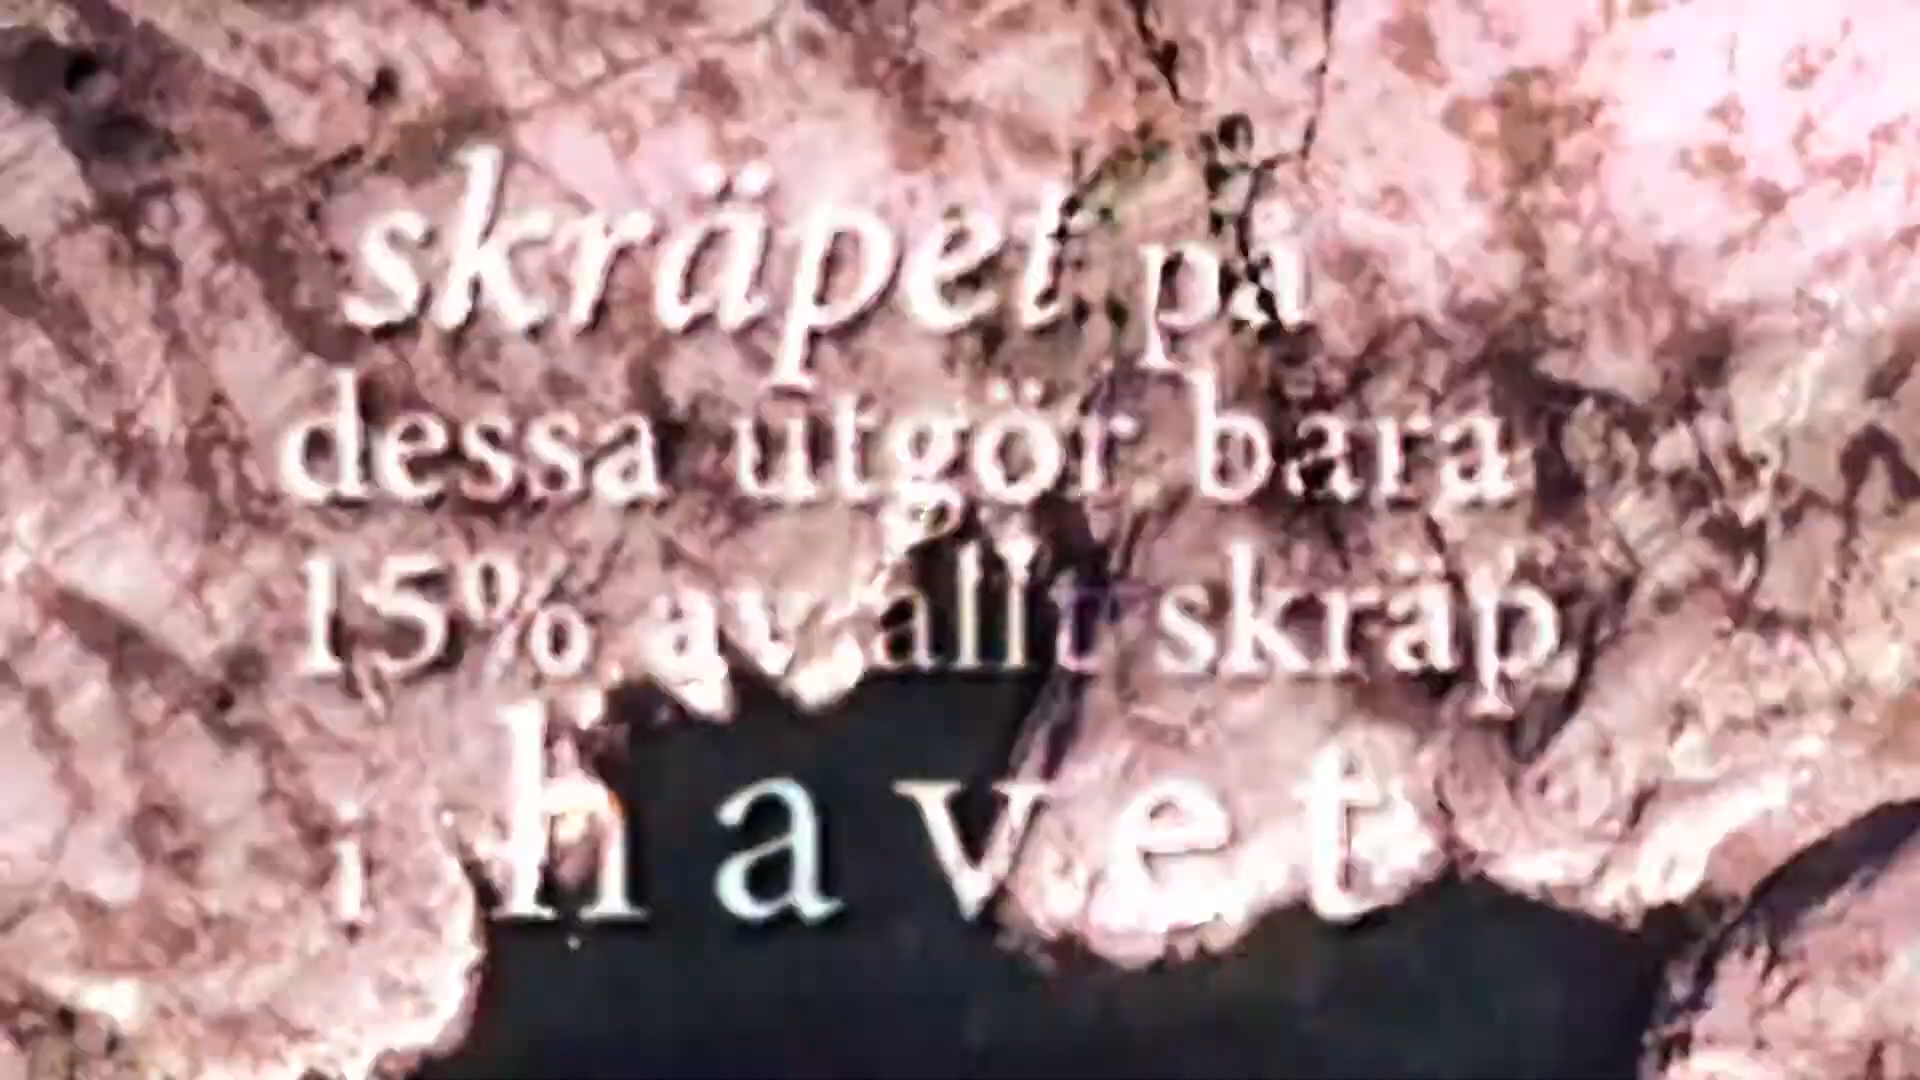 skräpet på
dessa utgör bara
15% av allt skräp
i havet